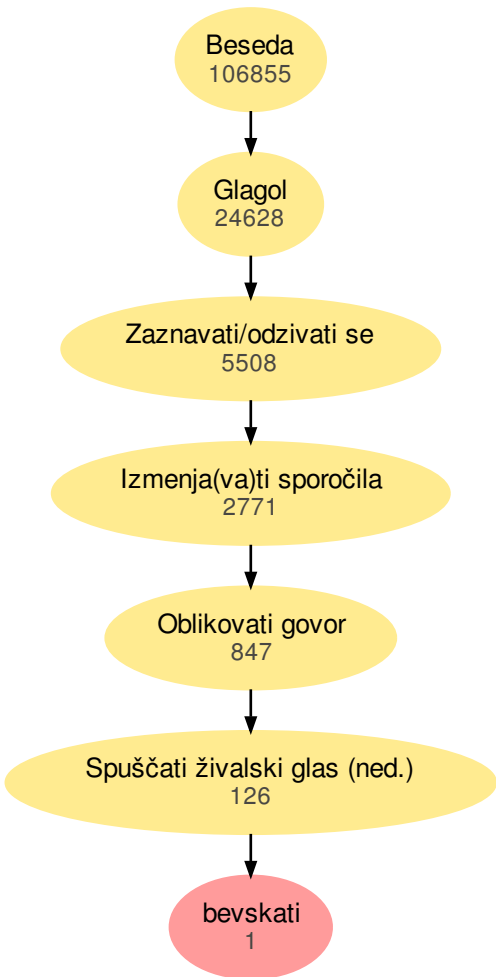 Beseda
106855
Glagol
24628
Zaznavati/odzivati se
5508
Izmenja(va)ti sporočila
2771
Oblikovati govor
847
Spuščati živalski glas (ned.)
126
bevskati
1